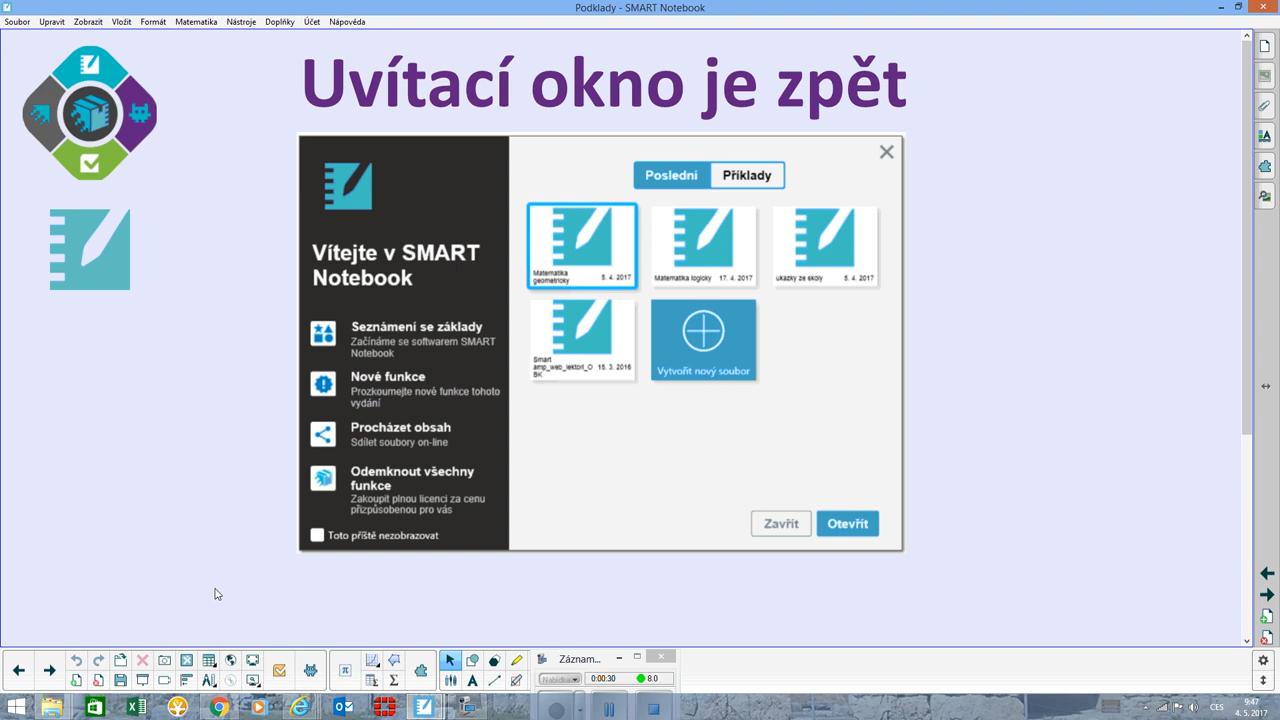 Podklady - SMART Notebook
Soubor Upravit Zobrazit Vložit Formát Matematika Nástroje Doplňky Účet Nápověda
Uvítací okno je zpět
Poslední Příklady
Vítejte v SMART
Notebook
Matematika
geometricky 5. 4. 2017
Matematika logicky 17. 4. 2017
ukazky ze skoly 5. 4. 2017
Seznámení se základy
Začínáme se softwarem SMART
Notebook
Nové funkce
Prozkoumejte nové funkce tohoto
vydání
Procházet obsah
Sdílet soubory on-line
Odemknout všechny
funkce
Zakoupit plnou licenci za cenu
přizpůsobenou pro vás
Toto příště nezobrazovat
Smart
amp_web_lektori_O 15. 3. 2016
BK
Vytvořit nový soubor
Zavřít Otevřít
Záznam...
Nabídka
0:00:30 8.0
CES
9:47
4. 5. 2017